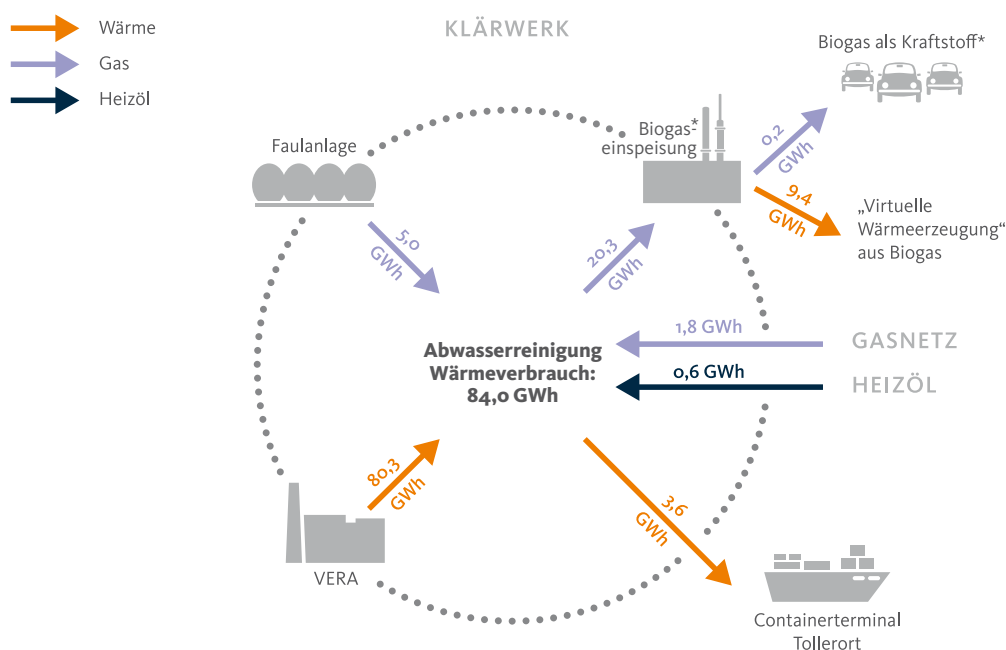 Wärme
Gas
Heizöl
KLÄRWERK
Biogas als Kraftstoff*
Faulanlage
Biogas-*
einspeisung
0,2
GWh
9,4
GWh
„Virtuelle
Wärmeerzeugung“
aus Biogas
5,0
GWh
20,3
GWh
1,8 GWh
GASNETZ
0,6 GWh
HEIZÖL
Abwasserreinigung
Wärmeverbrauch:
84,0 GWh
80,3
GWh
3,6
GWh
VERA
Containerterminal
Tollerort